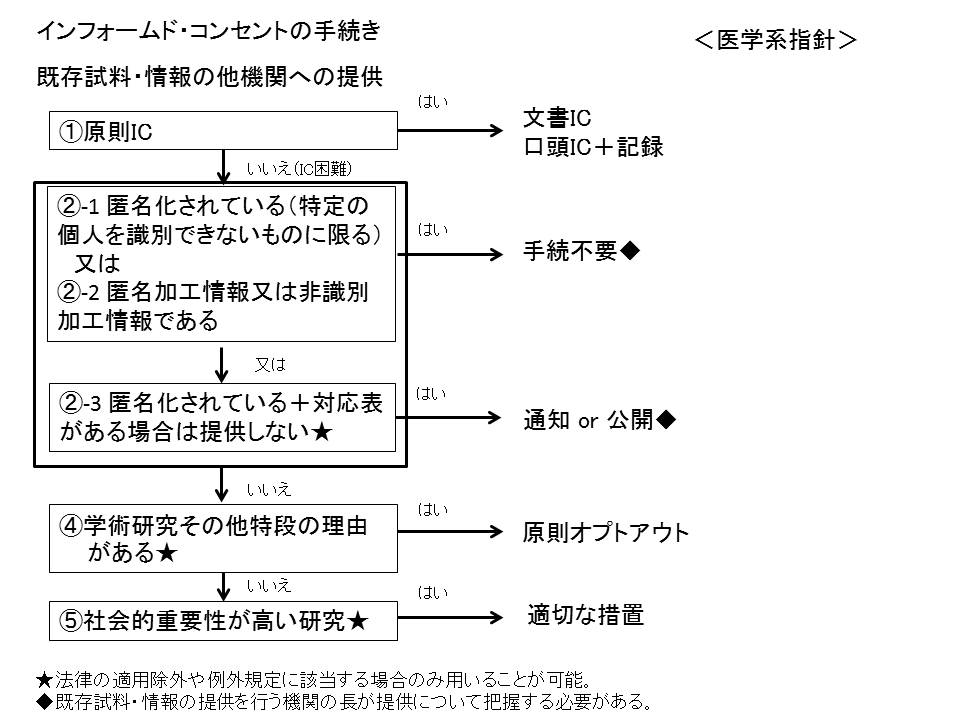 インフォームド・コンセントの手続き
＜医学系指針＞
既存試料・情報の他機関への提供
①原則IC
はい
文書IC
口頭IC＋記録
いいえ（IC困難）
②-1 匿名化されている（特定の
個人を識別できないものに限る）
又は
②-2 匿名加工情報又は非識別
加工情報である
はい
手続不要◆
又は
②-3 匿名化されている＋対応表
がある場合は提供しない★
はい
通知 or 公開◆
いいえ
④学術研究その他特段の理由
がある★
はい
原則オプトアウト
いいえ
⑤社会的重要性が高い研究★
はい
適切な措置
★法律の適用除外や例外規定に該当する場合のみ用いることが可能。
◆既存試料・情報の提供を行う機関の長が提供について把握する必要がある。